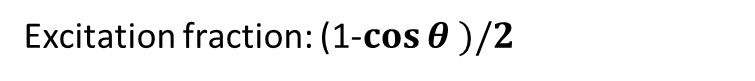 Excitation fraction: (1-cos θ )/2